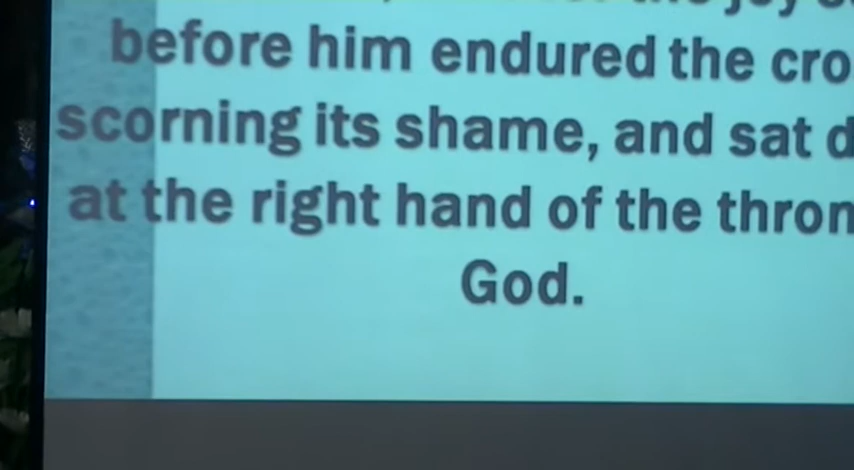 before him endured the cro
scorning its shame, and sat d
at the right hand of the thron
God.